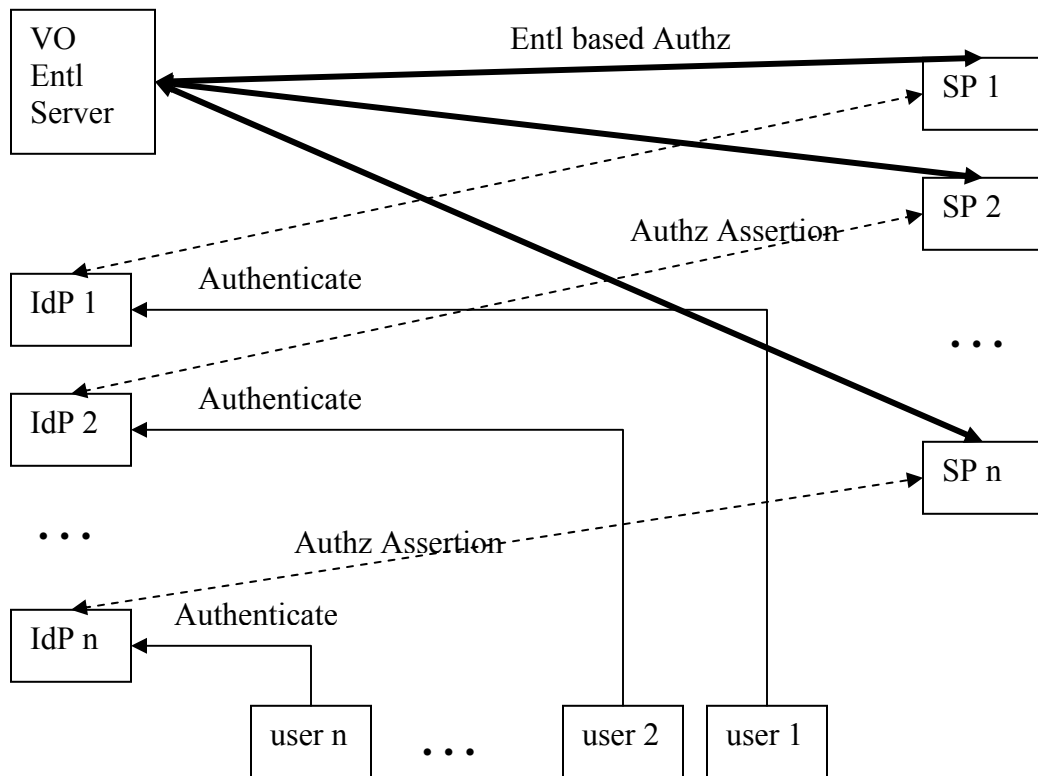 VO
Entl
Server
Entl based Authz
SP 1
SP 2
Authz Assertion
Authenticate
IdP 1
. . .
Authenticate
IdP 2
SP n
. . .
Authz Assertion
Authenticate
IdP n
user n
. . .
user 2
user 1